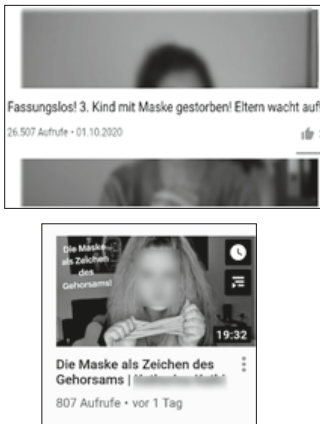 Fassungslos! 3. Kind mit Maske gestorben! Eltern wacht auf!
26.507 Aufrufe • 01.10.2020
Die Maske
als Zeichen
des
Gehorsams!
19:32
Die Maske als Zeichen des
Gehorsams |
807 Aufrufe • vor 1 Tag